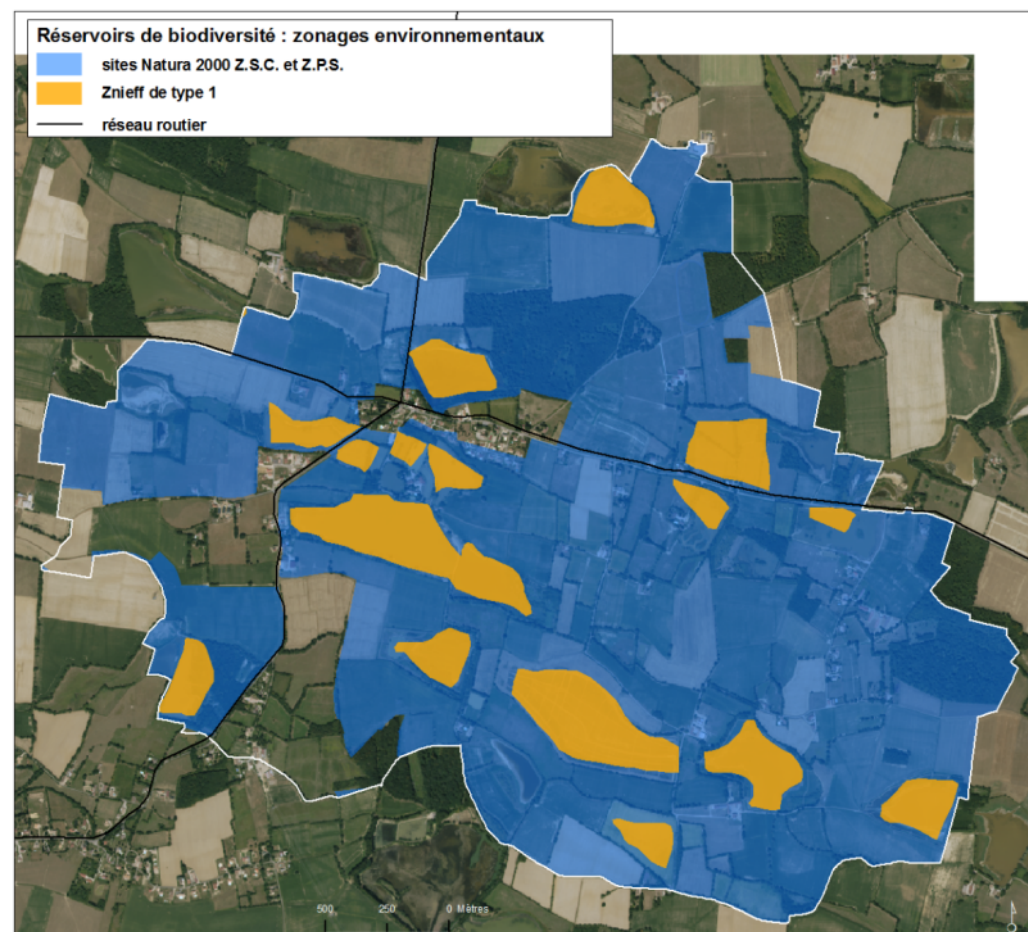 Réservoirs de biodiversité : zonages environnementaux
sites Natura 2000 Z.S.C. et Z.P.S.
Znieff de type 1
réseau routier
500 250 0 Mètres